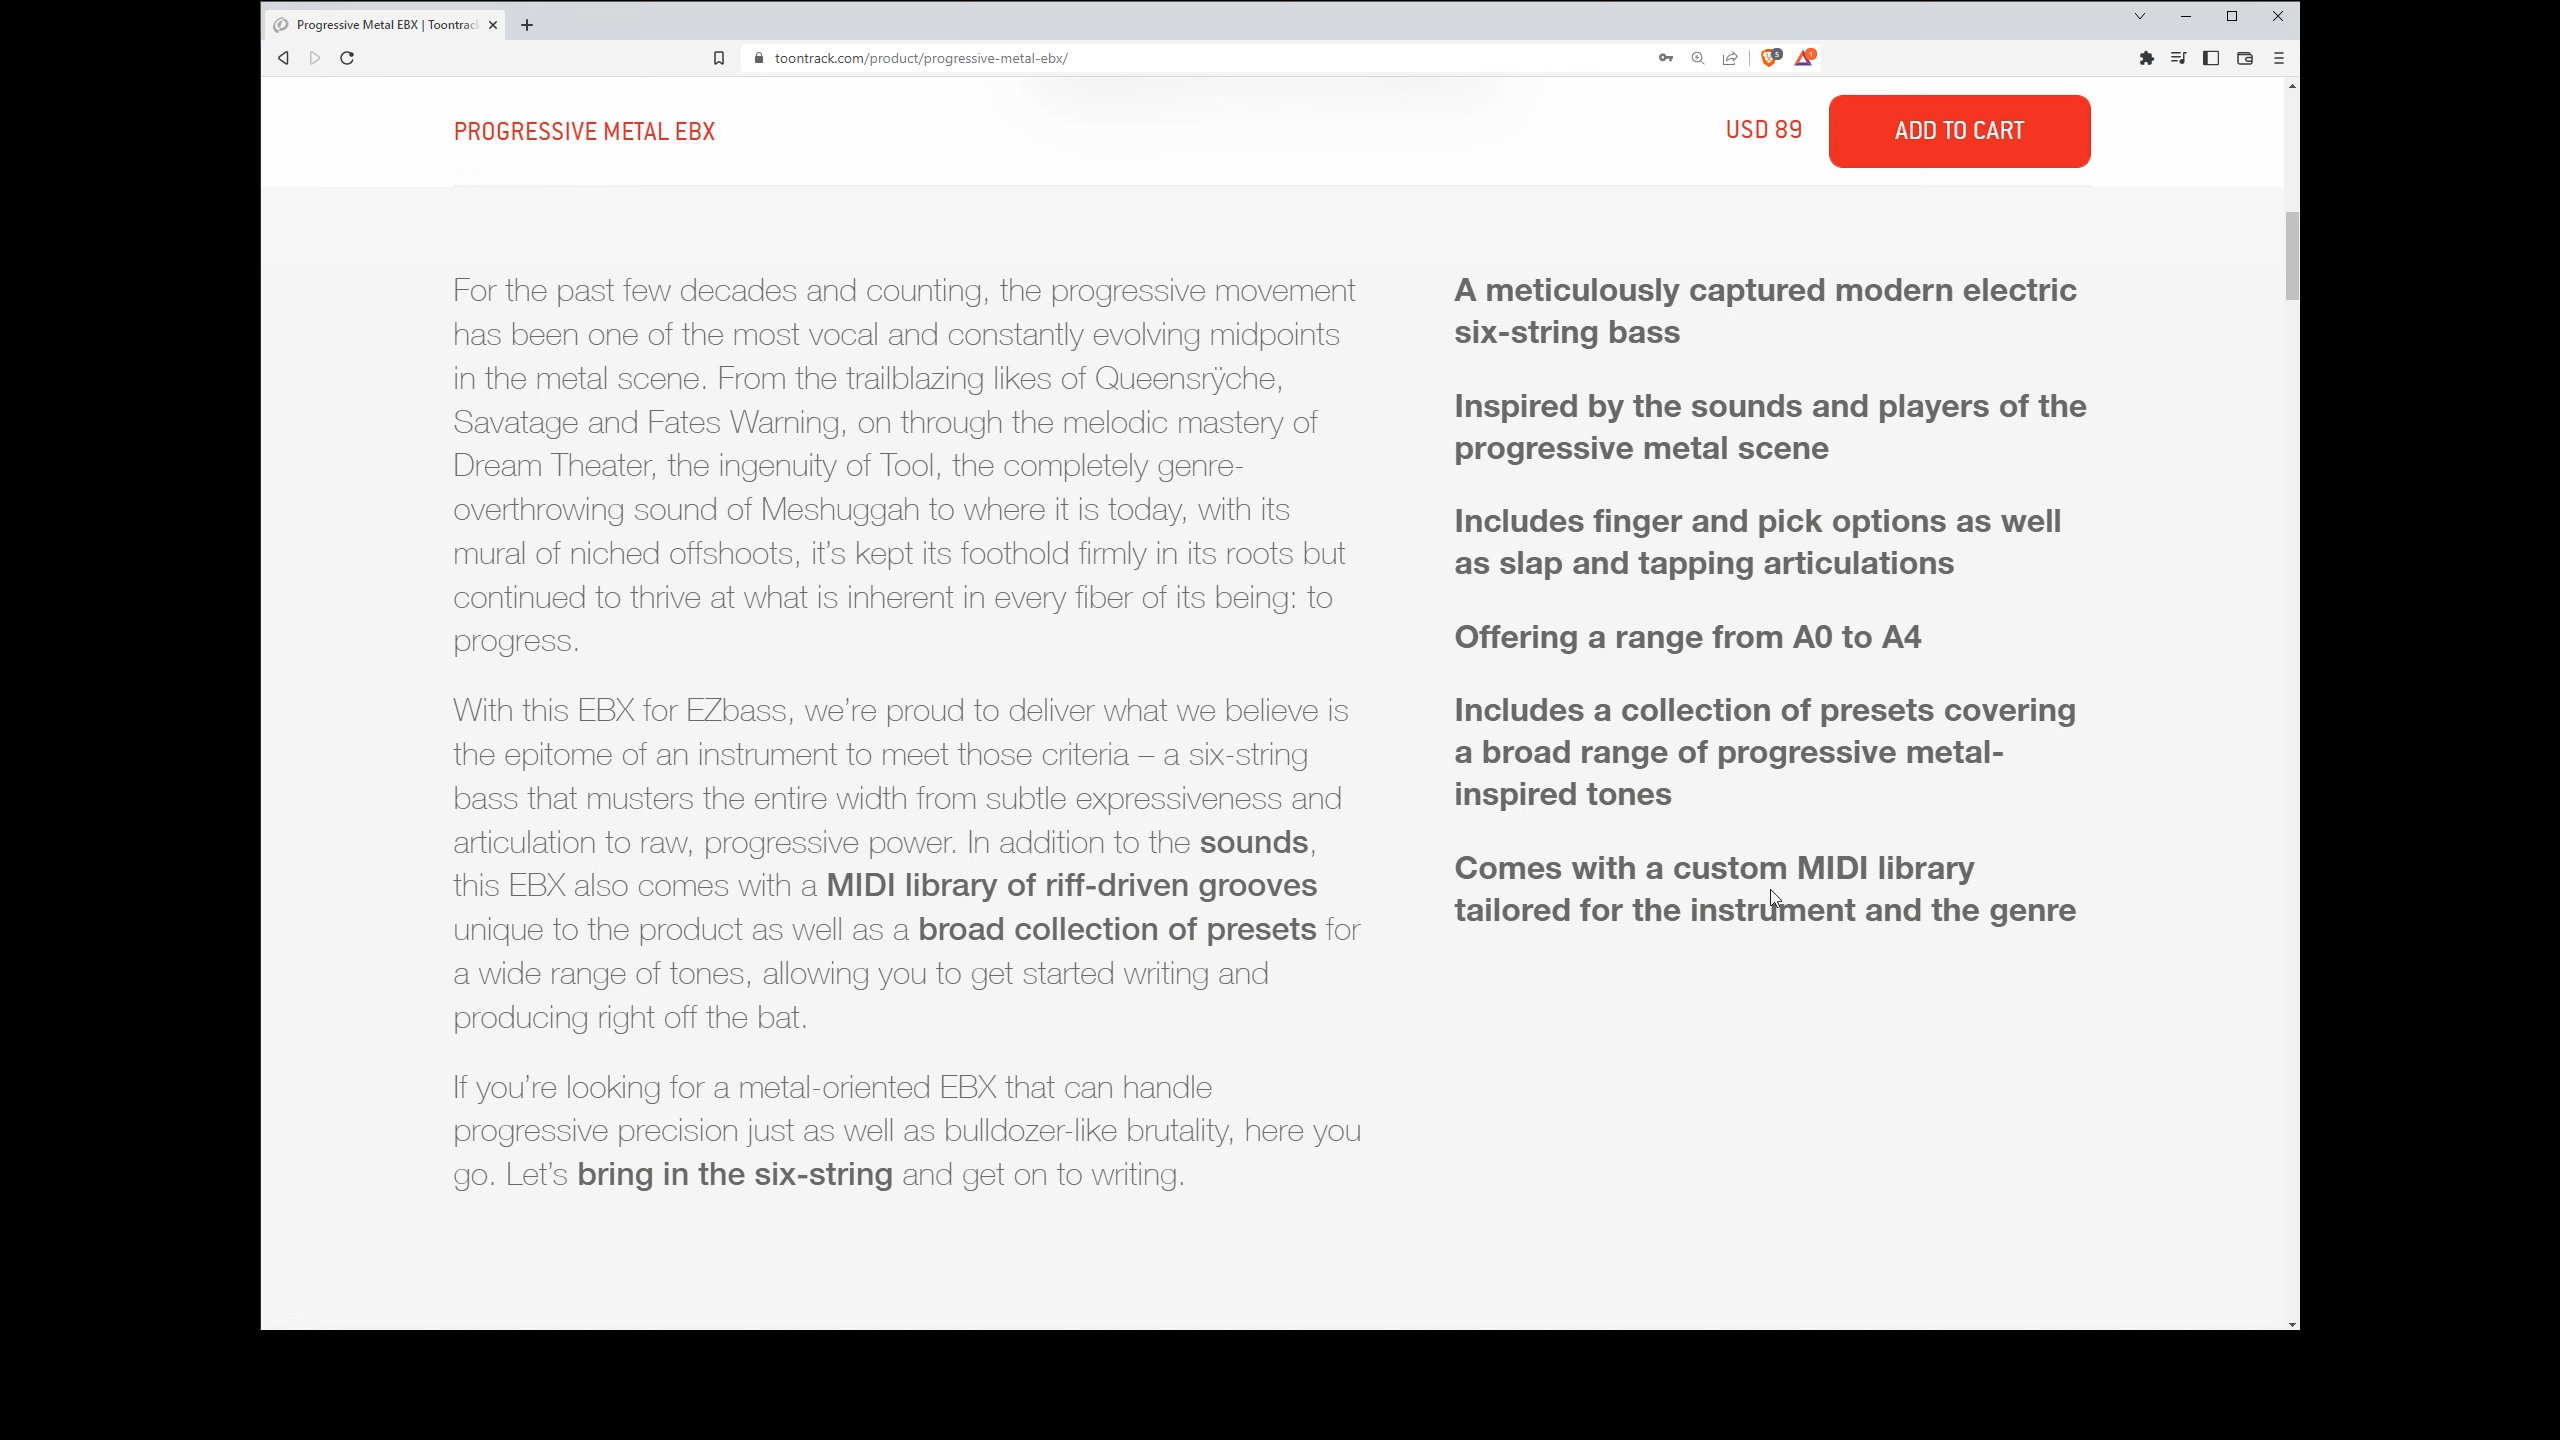 Progressive Metal EBX | Toontrac
toontrack.com/product/progressive-metal-ebx/
5
1
PROGRESSIVE METAL EBX
USD 89
ADD TO CART
For the past few decades and counting, the progressive movement
has been one of the most vocal and constantly evolving midpoints
in the metal scene. From the trailblazing likes of Queensrÿche,
Savatage and Fates Warning, on through the melodic mastery of
Dream Theater, the ingenuity of Tool, the completely genre-
overthrowing sound of Meshuggah to where it is today, with its
mural of niched offshoots, it’s kept its foothold firmly in its roots but
continued to thrive at what is inherent in every fiber of its being: to
progress.
With this EBX for EZbass, we’re proud to deliver what we believe is
the epitome of an instrument to meet those criteria – a six-string
bass that musters the entire width from subtle expressiveness and
articulation to raw, progressive power. In addition to the sounds,
this EBX also comes with a MIDI library of riff-driven grooves
unique to the product as well as a broad collection of presets for
a wide range of tones, allowing you to get started writing and
producing right off the bat.
If you’re looking for a metal-oriented EBX that can handle
progressive precision just as well as bulldozer-like brutality, here you
go. Let’s bring in the six-string and get on to writing.
A meticulously captured modern electric
six-string bass
Inspired by the sounds and players of the
progressive metal scene
Includes finger and pick options as well
as slap and tapping articulations
Offering a range from A0 to A4
Includes a collection of presets covering
a broad range of progressive metal-
inspired tones
Comes with a custom MIDI library
tailored for the instrument and the genre